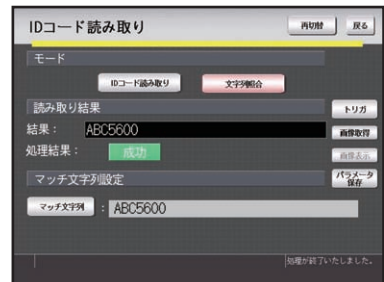 IDコード読み取り
再切替
戻る
モード
IDコード読み取り
文字列照合
読み取り結果
トリガ
結果：
ABC5600
画像取得
処理結果：
成功
画像表示
マッチ文字列設定
パラメータ
保存
マッチ文字列
：
ABC5600
処理が終了いたしました。